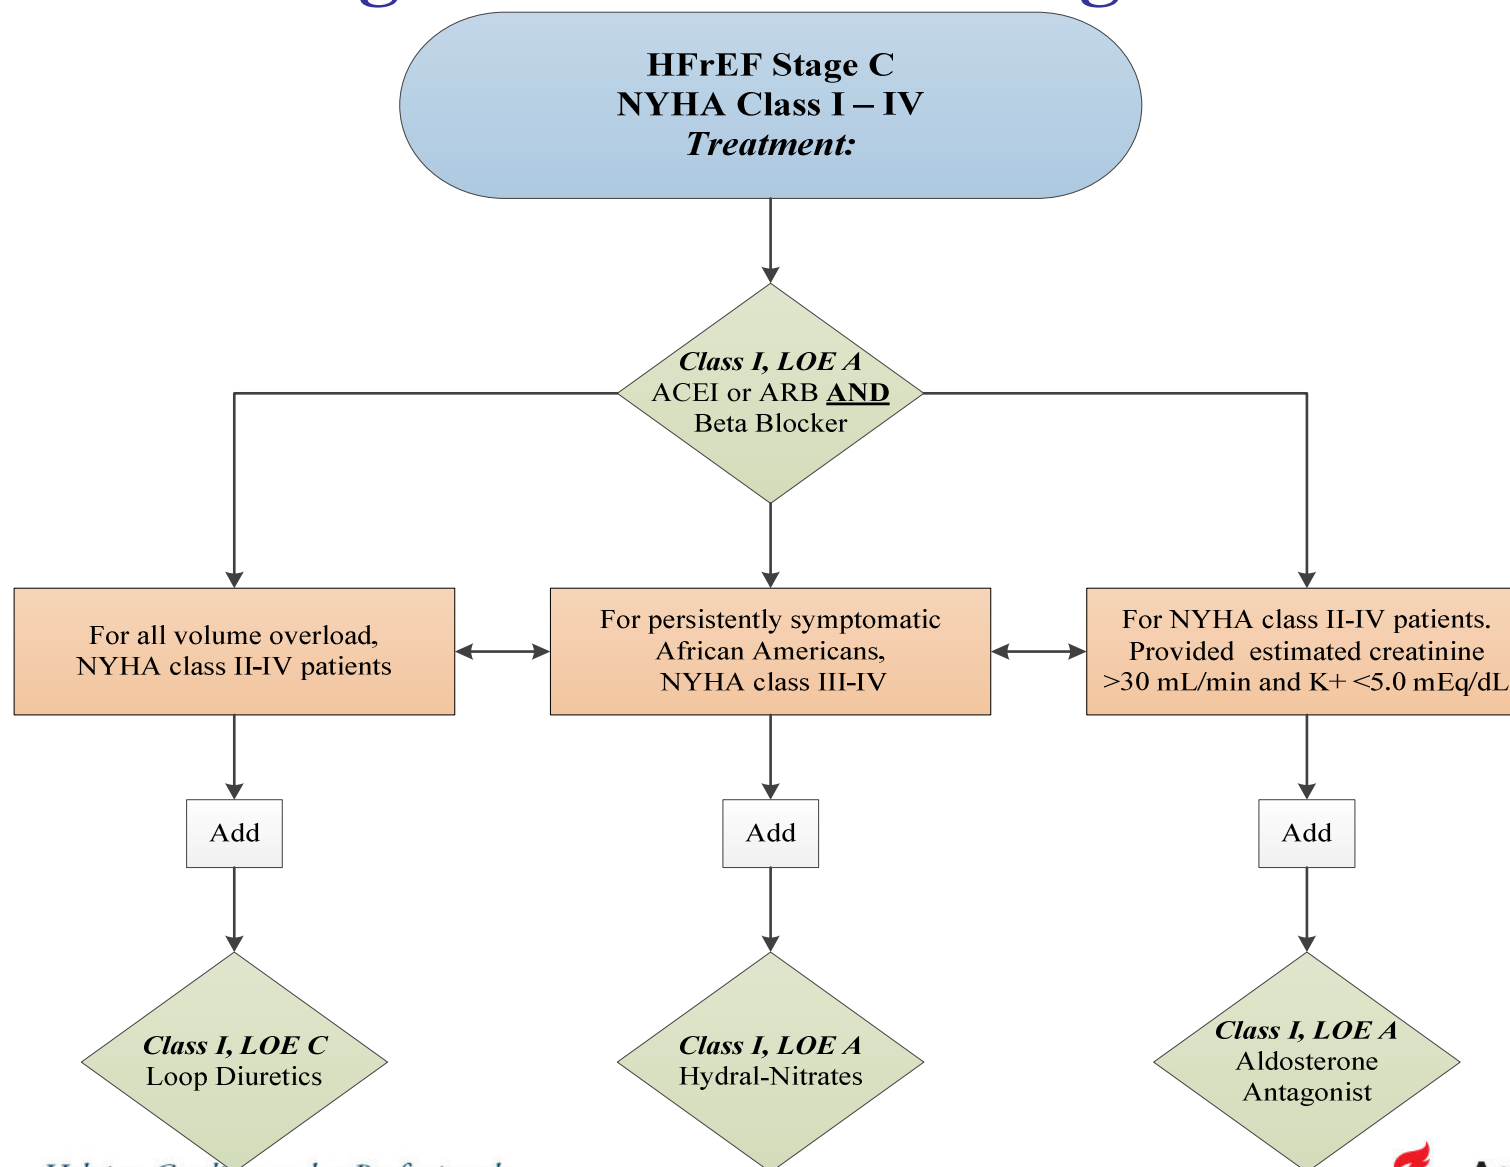 HFrEF Stage C
NYHA Class I – IV
Treatment:
Class I, LOE A
ACEI or ARB AND
Beta Blocker
For all volume overload,
NYHA class II-IV patients
For persistently symptomatic
African Americans,
NYHA class III-IV
For NYHA class II-IV patients.
Provided  estimated creatinine
>30 mL/min and K+ <5.0 mEq/dL
Add
Add
Add
Class I, LOE C
Loop Diuretics
Class I, LOE A
Hydral-Nitrates
Class I, LOE A
Aldosterone
Antagonist